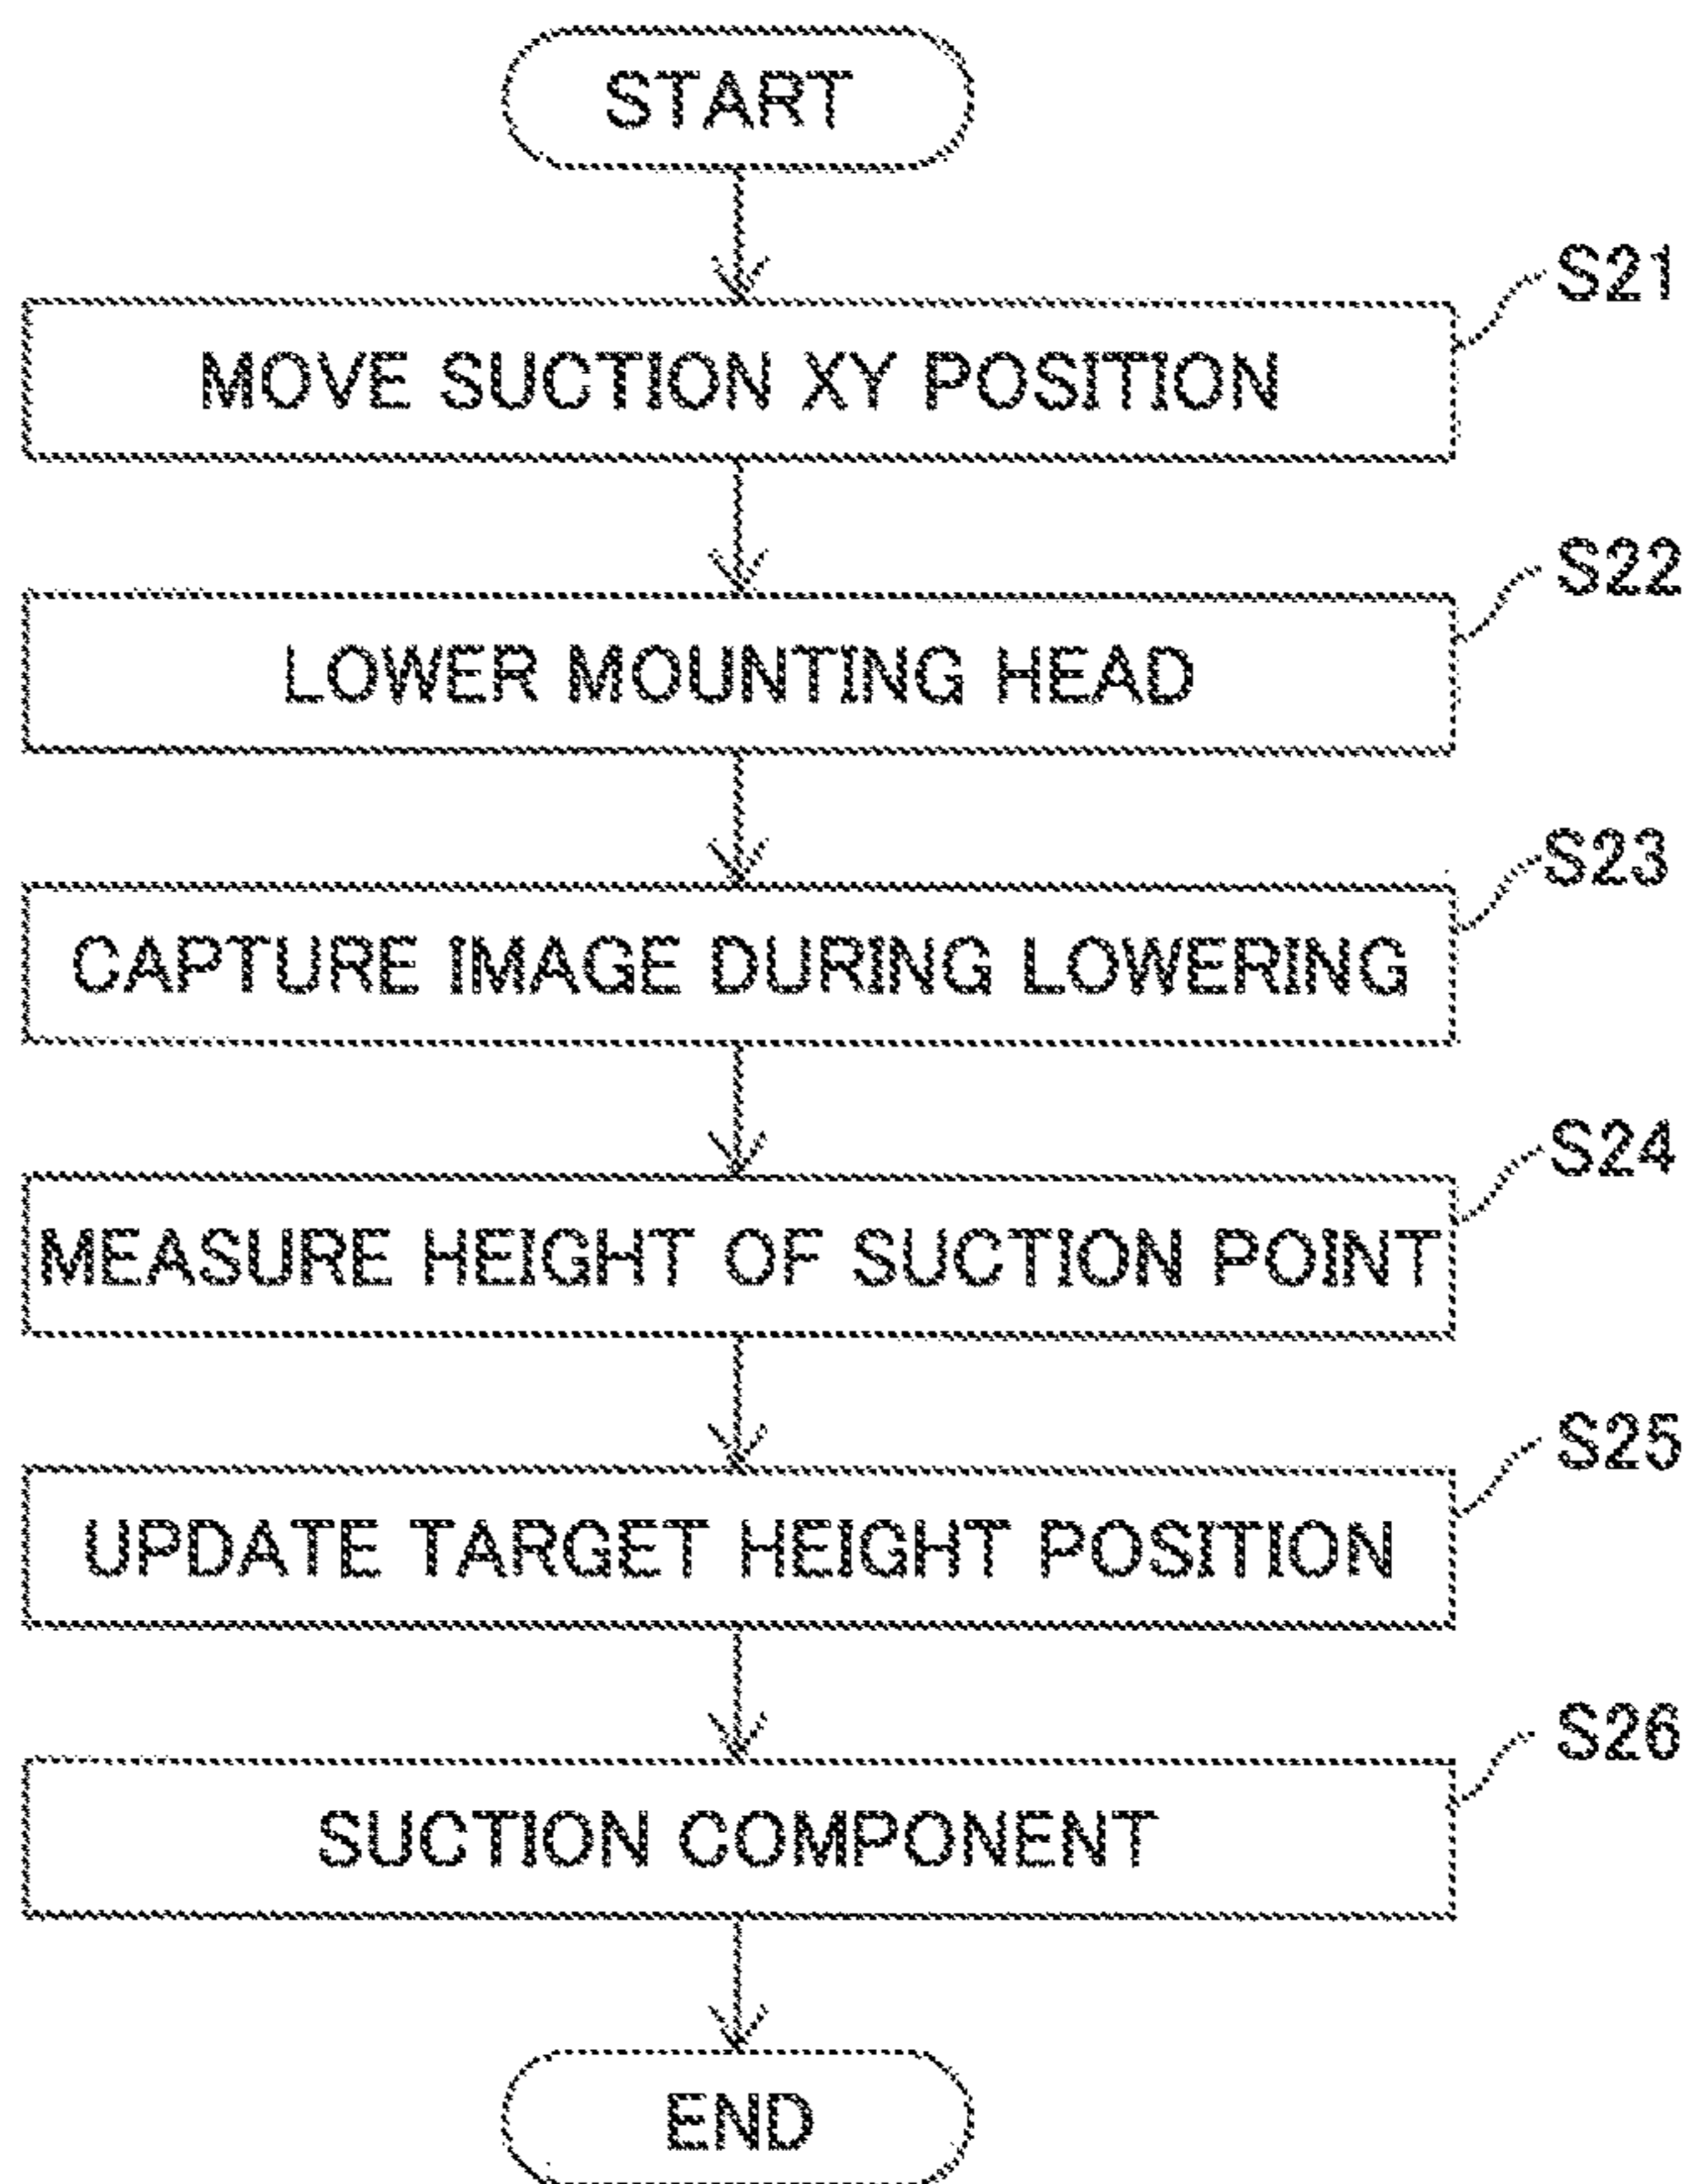 START
S21
MOVE SUCTION XY POSITION
S22
LOWER MOUNTING HEAD
S23
CAPTURE IMAGE DURING LOWERING
S24
MEASURE HEIGHT OF SUCTION POINT
S25
UPDATE TARGET HEIGHT POSITION
S26
SUCTION COMPONENT
END